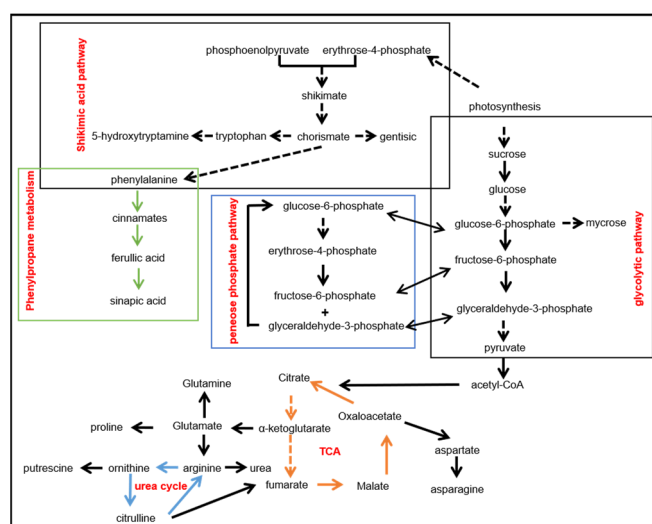 phosphoenolpyruvate erythrose-4-phosphate
Shikimic acid pathway
shikimate
photosynthesis
5-hydroxytryptamine tryptophan chorismate gentisic
sucrose
phenylalanine
glucose
Phenylpropane metabolism
cinnamates
peneose phosphate pathway
glucose-6-phosphate
glucose-6-phosphate mycrose
glycolytic pathway
erythrose-4-phosphate
ferullic acid
fructose-6-phosphate
fructose-6-phosphate
sinapic acid
+
glyceraldehyde-3-phosphate
glyceraldehyde-3-phosphate
pyruvate
Glutamine
Citrate
acetyl-CoA
Oxaloacetate
proline Glutamate α-ketoglutarate
TCA
aspartate
putrescine ornithine arginine urea
urea cycle
fumarate Malate
asparagine
citrulline